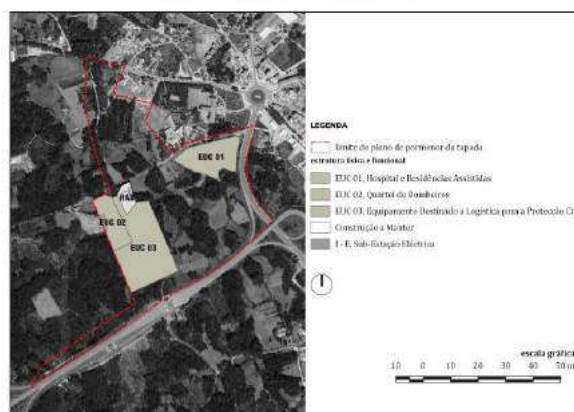 EUC 01
EUC 02
EUC 03
LEGENDA
limite do plano de pormenor da tapada
estrutura física e funcional
EUC 01, Hospital e Residências Assistidas
EUC 02, Quartel de Bombeiros
EUC 03, Equipamento Destinado a Logística para a Protecção Ci
Construção a Manter
I - E, Sub-Estação Eléctrica
escala gráfica
10 0 10 20 30 40 50 m